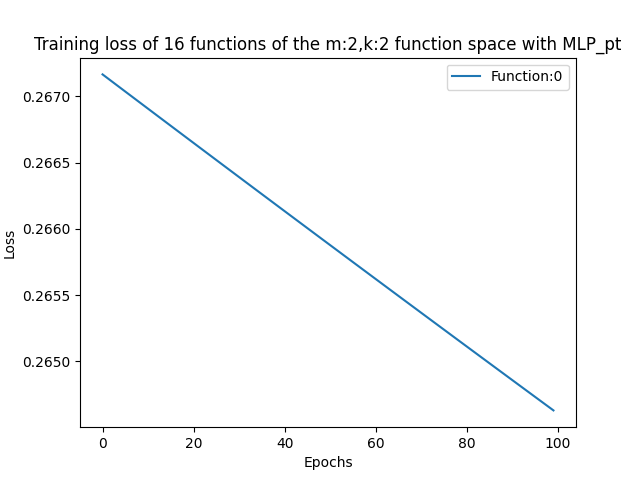 Training loss of 16 functions of the m:2,k:2 function space with MLP_pt
Function:0
0.2670
0.2665
0.2660
0.2655
0.2650
Loss
0 20 40 60 80 100
Epochs